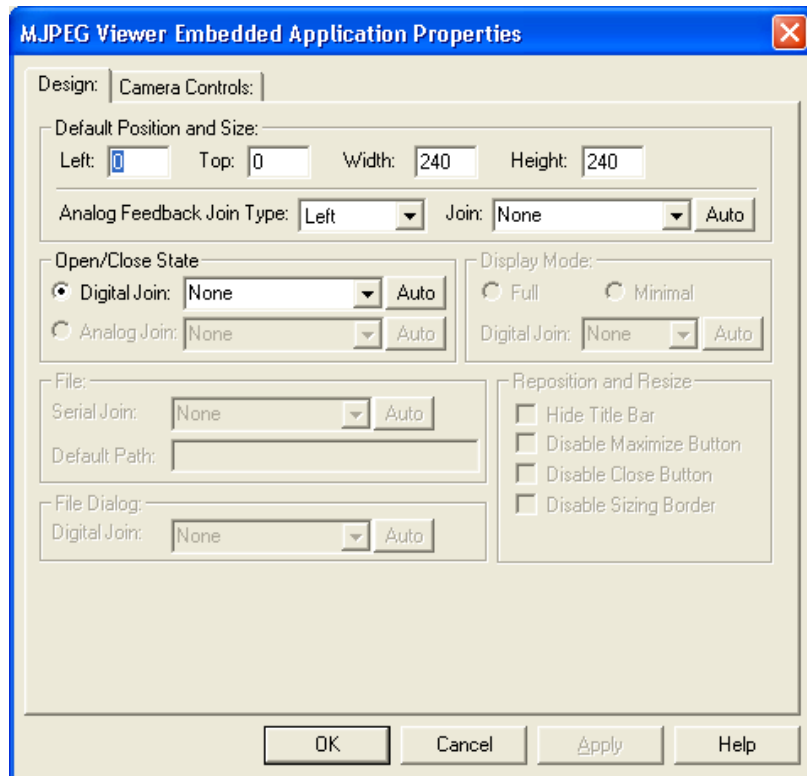 MJPEG Viewer Embedded Application Properties
Design: Camera Controls:
Default Position and Size:
Left: 0 Top: 0 Width: 240 Height: 240
Analog Feedback Join Type: Left Join: None Auto
Open/Close State
Digital Join: None Auto
Analog Join: None Auto
Display Mode:
Full Minimal
Digital Join: None Auto
File:
Serial Join: None Auto
Default Path:
Reposition and Resize
Hide Title Bar
Disable Maximize Button
Disable Close Button
Disable Sizing Border
File Dialog:
Digital Join: None Auto
OK Cancel Apply Help